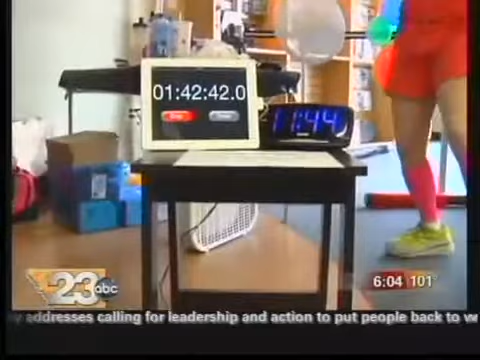 01:42:42.0
11:44
23 abc
6:04 101°
addresses calling for leadership and action to put people back to w